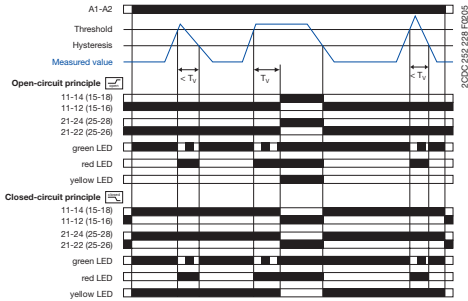 A1-A2
Threshold
Hysteresis
Measured value
< Tv
Tv
< Tv
Open-circuit principle open
11-14 (15-18)
11-12 (15-16)
21-24 (25-28)
21-22 (25-26)
green LED
red LED
yellow LED
Closed-circuit principle closed
11-14 (15-18)
11-12 (15-16)
21-24 (25-28)
21-22 (25-26)
green LED
red LED
yellow LED
2CDC 252 228 F0205